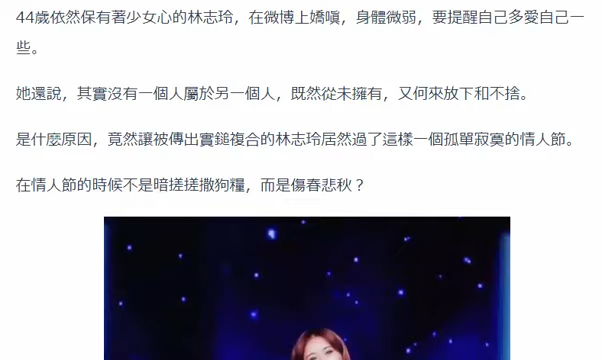 44歲依然保有著少女心的林志玲，在微博上嬌嗔，身體微弱，要提醒自己多愛自己一
些。
她還說，其實沒有一個人屬於另一個人，既然從未擁有，又何來放下和不捨。
是什麼原因，竟然讓被傳出實鎚複合的林志玲居然過了這樣一個孤單寂寞的情人節。
在情人節的時候不是暗搓搓撒狗糧，而是傷春悲秋？